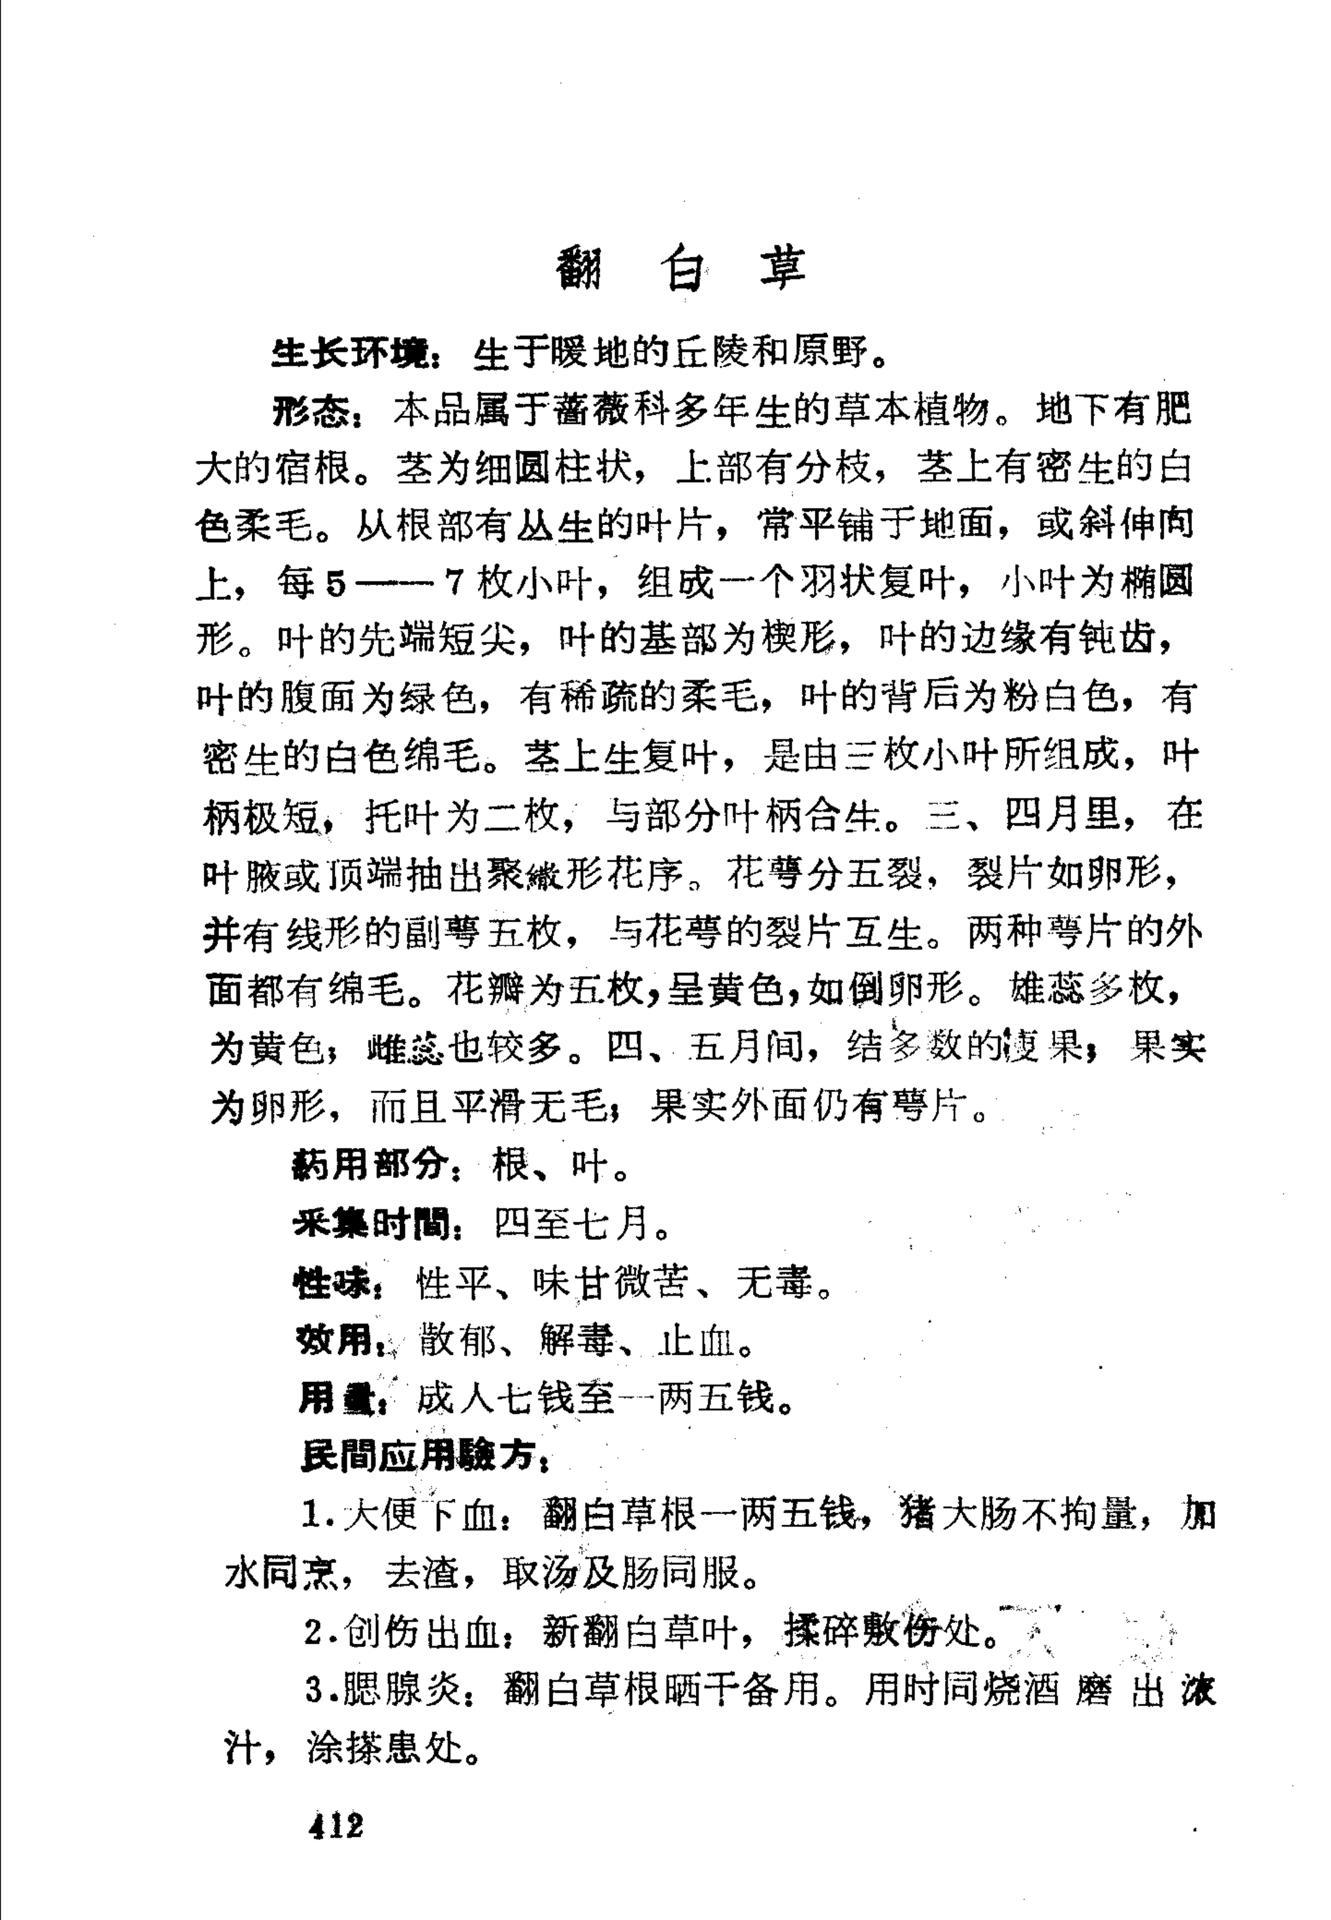 翻白草
生长环境：生于暖地的丘陵和原野。
形态：本品属于蔷薇科多年生的草本植物。地下有肥
大的宿根。茎为细圆柱状，上部有分枝，茎上有密生的白
色柔毛。从根部有丛生的叶片，常平铺于地面，或斜伸向
上，每5——7枚小叶，组成一个羽状复叶，小叶为椭圆
形。叶的先端短尖，叶的基部为楔形，叶的边缘有钝齿，
叶的腹面为绿色，有稀疏的柔毛，叶的背后为粉白色，有
密生的白色绵毛。茎上生复叶，是由三枚小叶所组成，叶
柄极短，托叶为二枚，与部分叶柄合生。三、四月里，在
叶腋或顶端抽出聚繖形花序。花萼分五裂，裂片如卵形，
并有线形的副萼五枚，与花萼的裂片互生。两种萼片的外
面都有绵毛。花瓣为五枚，呈黄色，如倒卵形。雄蕊多枚，
为黄色；雌蕊也较多。四、五月间，结多数的瘦果；果实
为卵形，而且平滑无毛；果实外面仍有萼片。
药用部分：根、叶。
采集时間：四至七月。
性味：性平、味甘微苦、无毒。
效用：散郁、解毒、止血。
用量：成人七钱至一两五钱。
民間应用驗方：
1.大便下血：翻白草根一两五钱，猪大肠不拘量，加
水同烹，去渣，取汤及肠同服。
2.创伤出血：新翻白草叶，揉碎敷伤处。
3.腮腺炎：翻白草根晒干备用。用时同烧酒磨出浓
汁，涂搽患处。
412